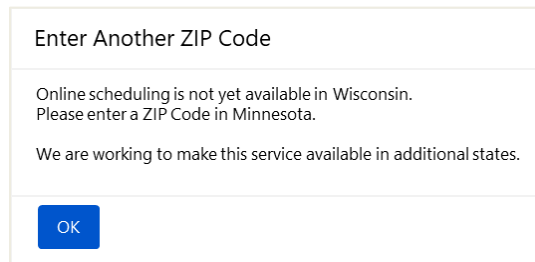 Enter Another ZIP Code
Online scheduling is not yet available in Wisconsin.
Please enter a ZIP Code in Minnesota.
We are working to make this service available in additional states.
OK